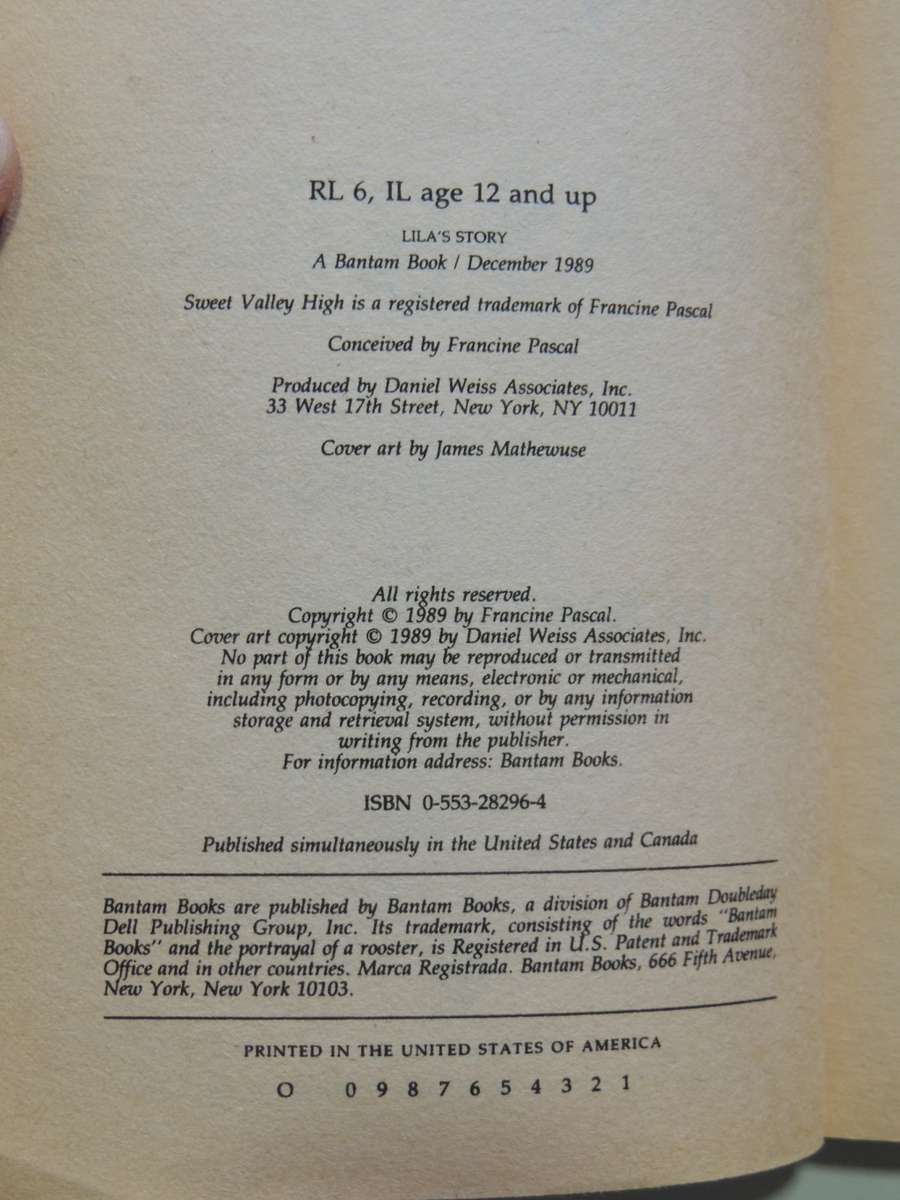 RL 6, IL age 12 and up
LILA'S STORY
A Bantam Book / December 1989
Sweet Valley High is a registered trademark of Francine Pascal
Conceived by Francine Pascal
Produced by Daniel Weiss Associates, Inc.
33 West 17th Street, New York, NY 10011
Cover art by James Mathewuse
All rights reserved.
Copyright © 1989 by Francine Pascal.
Cover art copyright © 1989 by Daniel Weiss Associates, Inc.
No part of this book may be reproduced or transmitted
in any form or by any means, electronic or mechanical,
including photocopying, recording, or by any information
storage and retrieval system, without permission in
writing from the publisher.
For information address: Bantam Books.
ISBN 0-553-28296-4
Published simultaneously in the United States and Canada
Bantam Books are published by Bantam Books, a division of Bantam Doubleday
Dell Publishing Group, Inc. Its trademark, consisting of the words "Bantam
Books" and the portrayal of a rooster, is Registered in U.S. Patent and Trademark
Office and in other countries. Marca Registrada. Bantam Books, 666 Fifth Avenue,
New York, New York 10103.
PRINTED IN THE UNITED STATES OF AMERICA
O 0 9 8 7 6 5 4 3 2 1